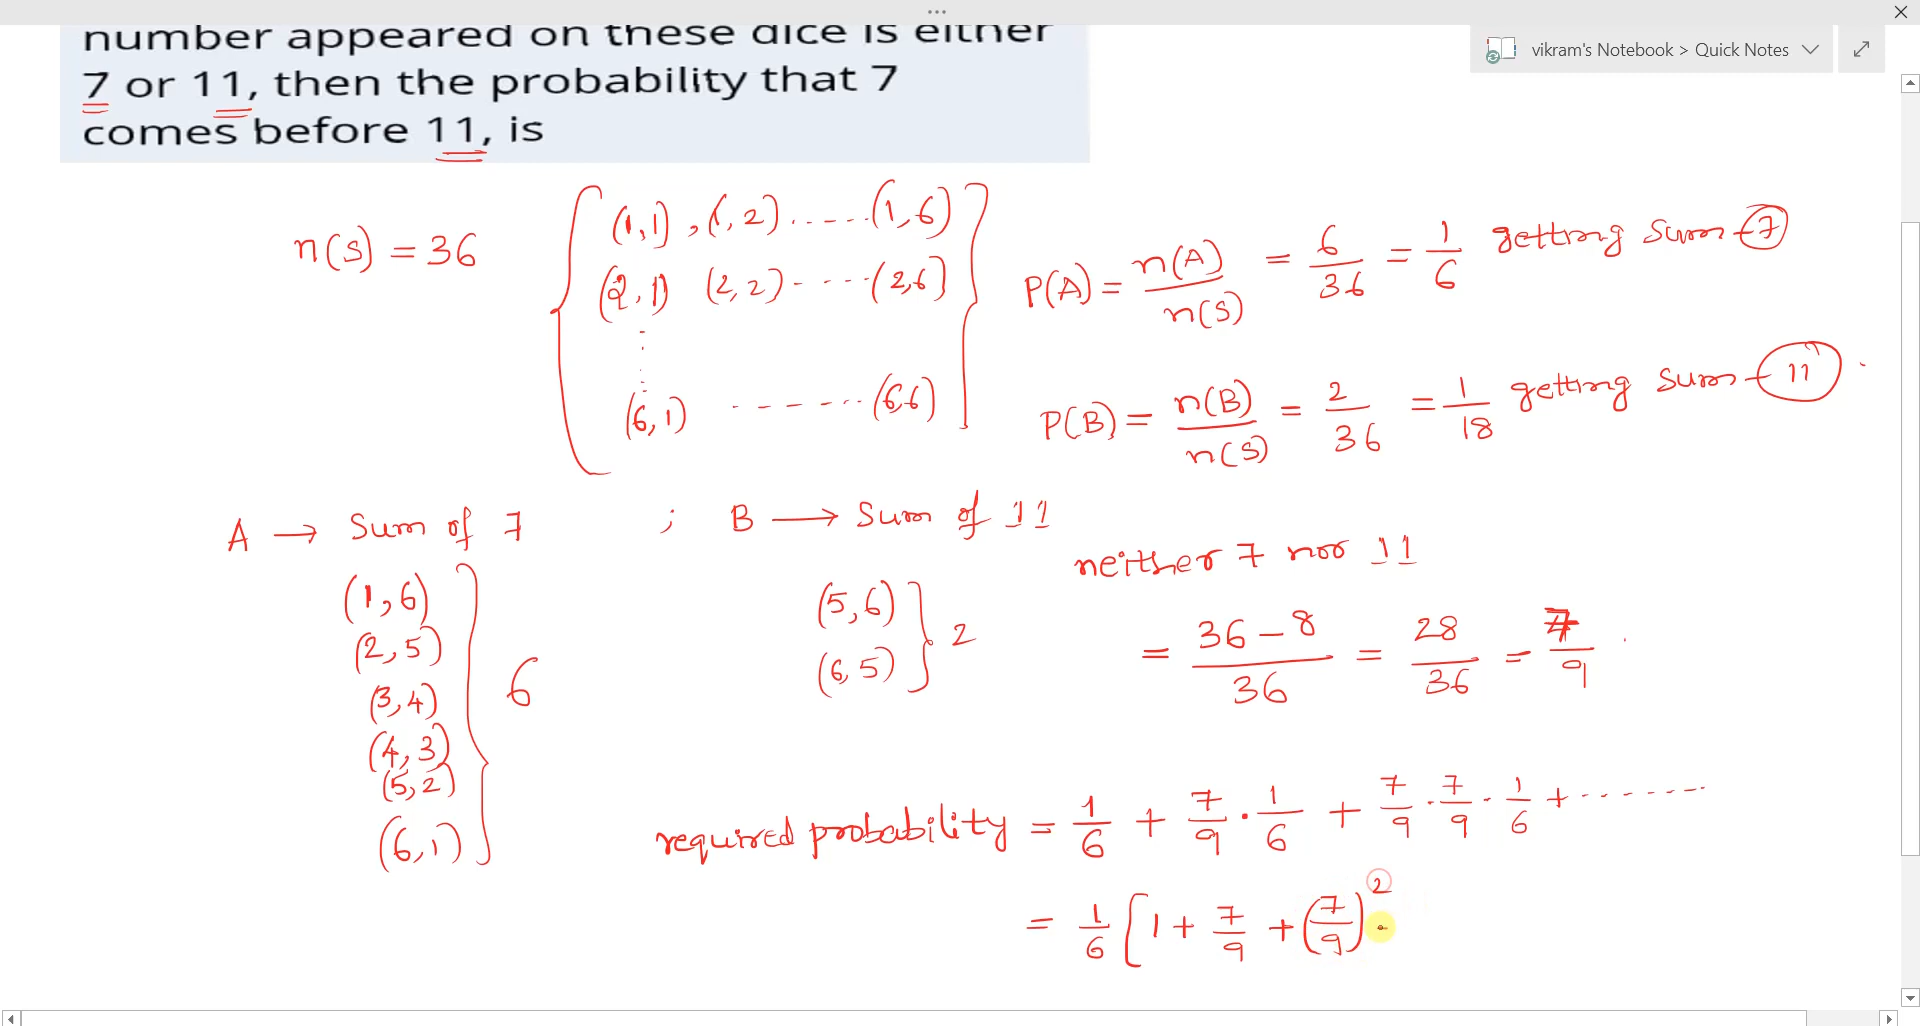 number appeared on these dice is either
7 or 11, then the probability that 7
comes before 11, is
vikram's Notebook > Quick Notes
n(S) = 36
(1,1), (1,2) ...... (1,6)
(2,1) (2,2) ...... (2,6)
(6,1) ....... (6,6)
P(A) = n(A)/n(S) = 6/36 = 1/6 getting sum - 7
P(B) = n(B)/n(S) = 2/36 = 1/18 getting sum - 11
A → Sum of 7 ; B → Sum of 11
(1,6)
(2,5)
(3,4)
(4,3)
(5,2)
(6,1)
6
(5,6)
(6,5)
2
neither 7 nor 11
= 36-8/36 = 28/36 = 7/9
required probability = 1/6 + 7/9 · 1/6 + 7/9 · 7/9 · 1/6 + .......
= 1/6 [ 1 + 7/9 + (7/9)²